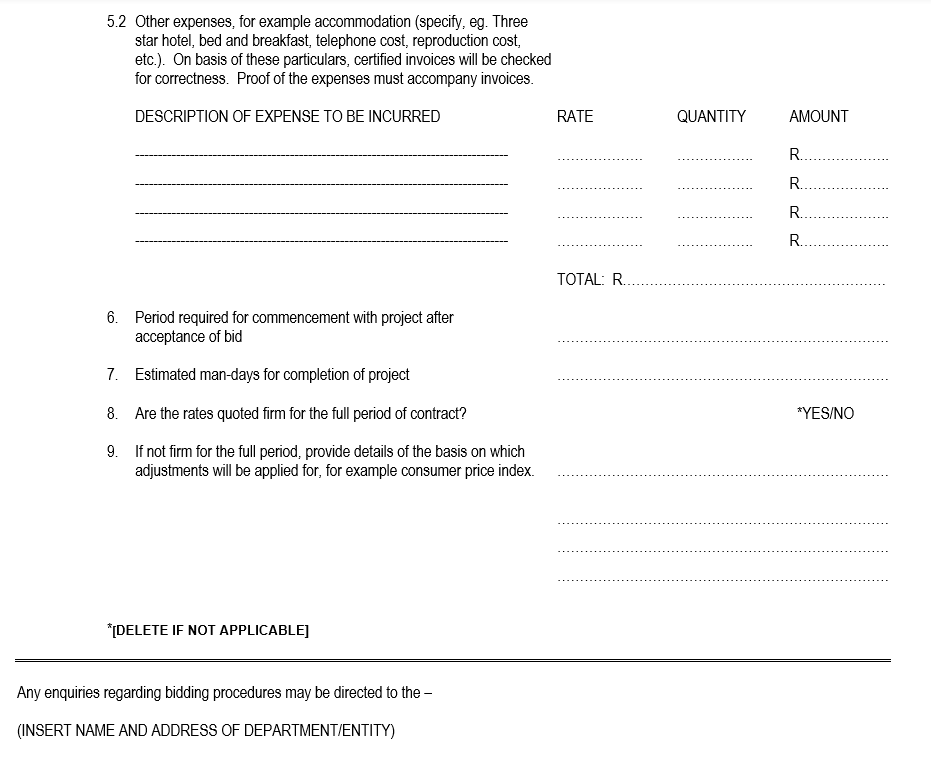 5.2 Other expenses, for example accommodation (specify, eg. Three
star hotel, bed and breakfast, telephone cost, reproduction cost,
etc.). On basis of these particulars, certified invoices will be checked
for correctness. Proof of the expenses must accompany invoices.
DESCRIPTION OF EXPENSE TO BE INCURRED RATE QUANTITY AMOUNT
---------------------------------------------------------------------------------- ................... ................. R....................
---------------------------------------------------------------------------------- ................... ................. R....................
---------------------------------------------------------------------------------- ................... ................. R....................
---------------------------------------------------------------------------------- ................... ................. R....................
TOTAL: R..........................................................
6. Period required for commencement with project after
acceptance of bid ..........................................................................
7. Estimated man-days for completion of project ..........................................................................
8. Are the rates quoted firm for the full period of contract? *YES/NO
9. If not firm for the full period, provide details of the basis on which
adjustments will be applied for, for example consumer price index. ..........................................................................
..........................................................................
..........................................................................
..........................................................................
*[DELETE IF NOT APPLICABLE]
Any enquiries regarding bidding procedures may be directed to the –
(INSERT NAME AND ADDRESS OF DEPARTMENT/ENTITY)